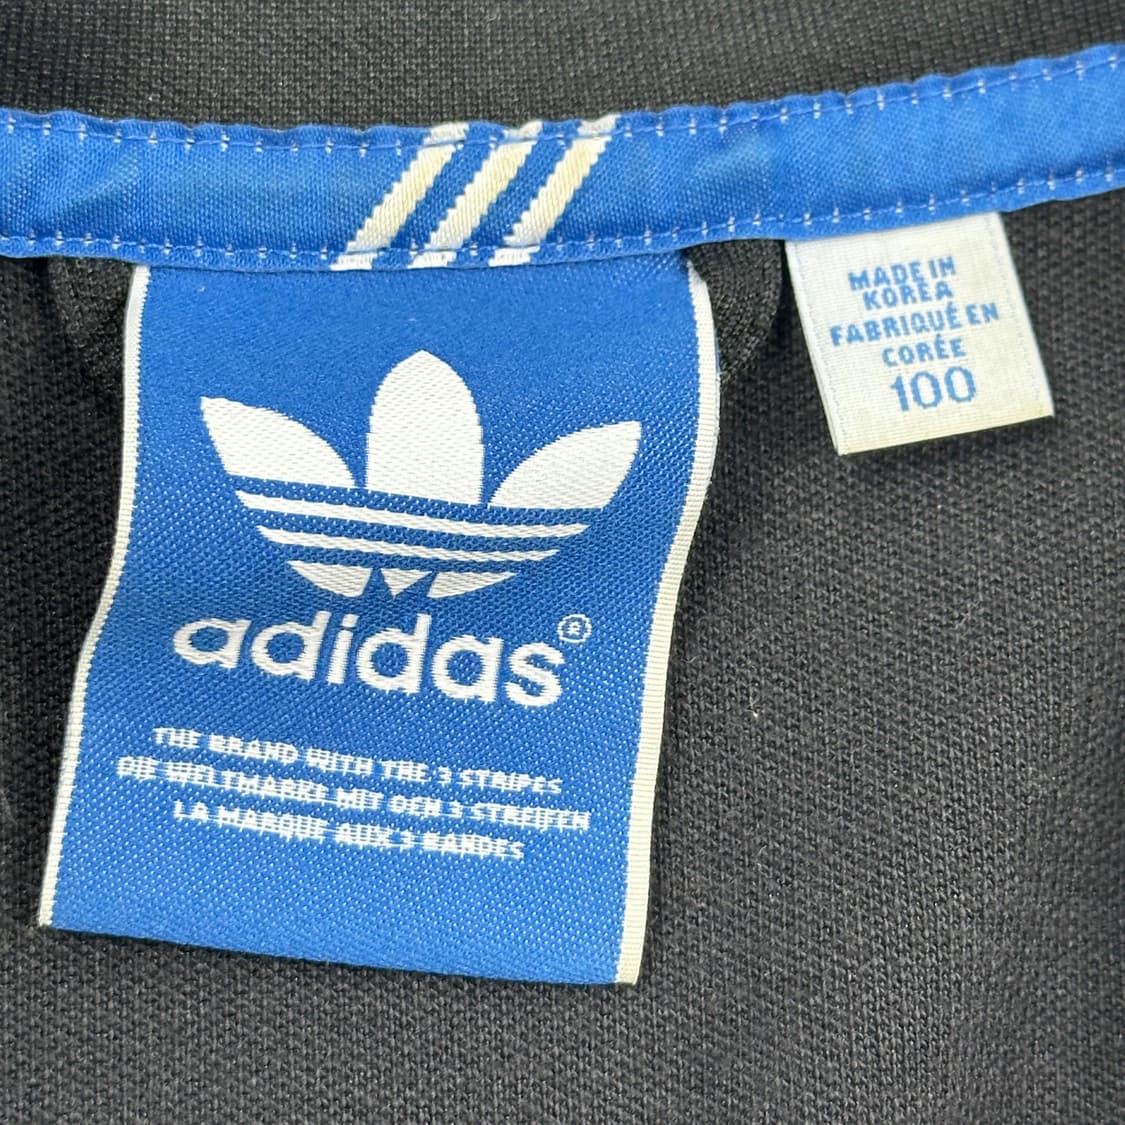 adidas®
THE BRAND WITH THE 3 STRIPES
DIE WELTMARKE MIT DEN 3 STREIFEN
LA MARQUE AUX 3 BANDES
MADE IN
KOREA
FABRIQUÉ EN
CORÉE
100